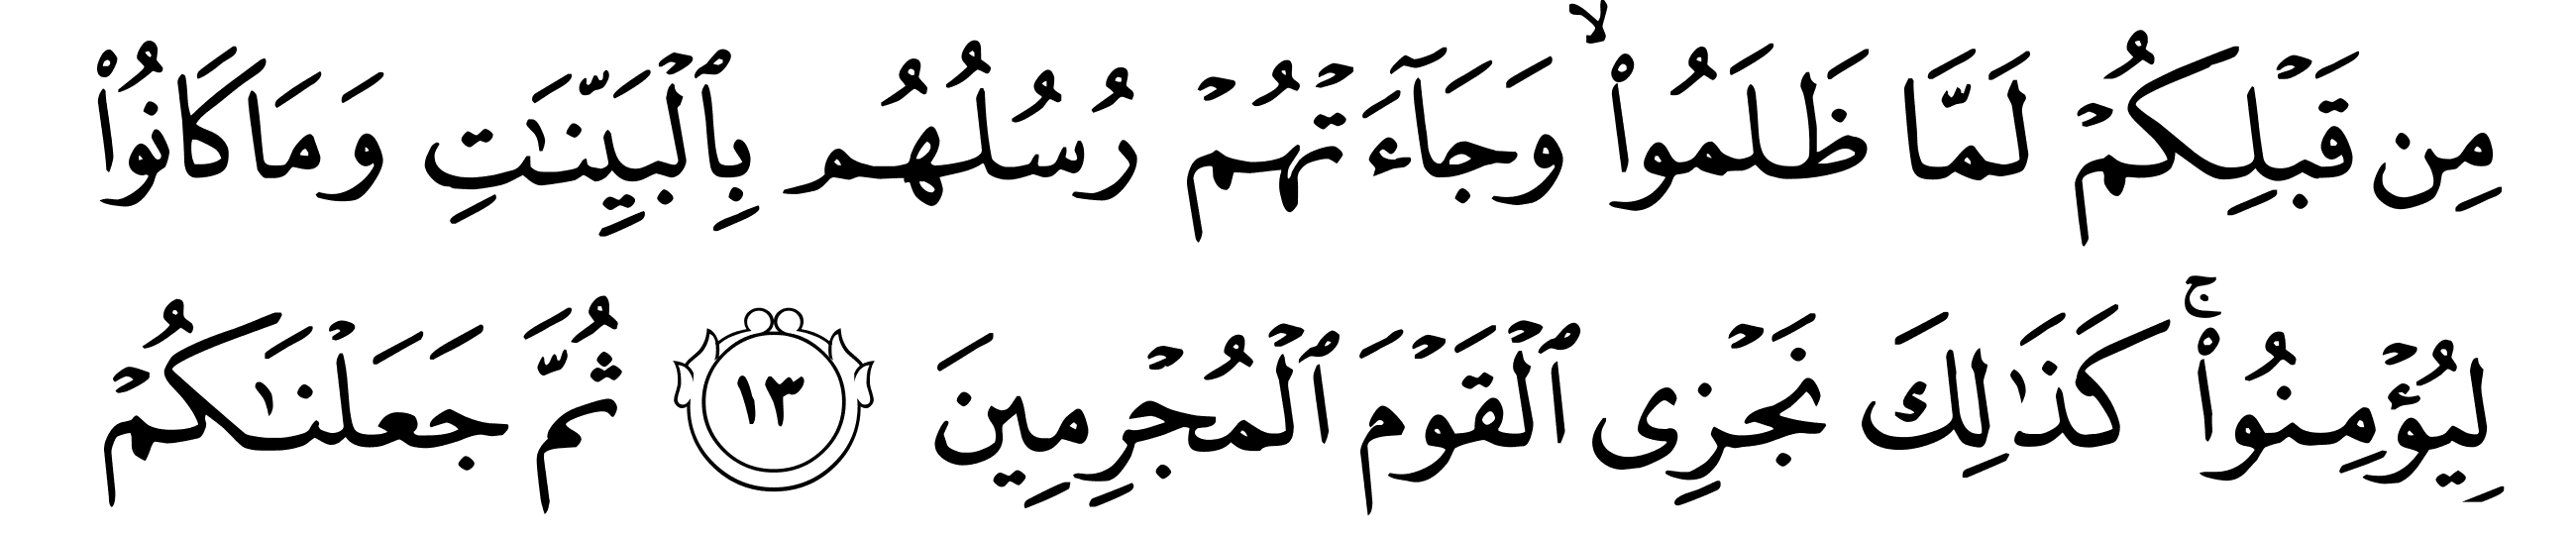 مِن قَبۡلِكُمۡ لَمَّا ظَلَمُواْ ۙ وَجَآءَتۡهُمۡ رُسُلُهُم بِٱلۡبَيِّنَٰتِ وَمَا كَانُواْ
لِيُؤۡمِنُواْۚ كَذَٰلِكَ نَجۡزِى ٱلۡقَوۡمَ ٱلۡمُجۡرِمِينَ ١٣ ثُمَّ جَعَلۡنَٰكُمۡ